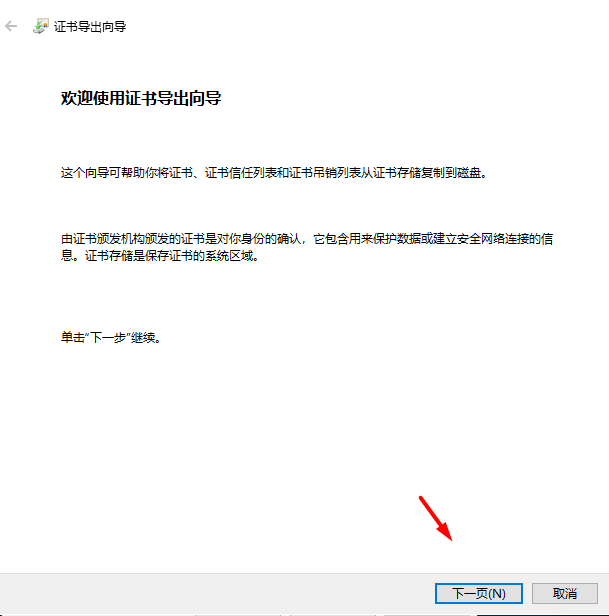 证书导出向导
欢迎使用证书导出向导
这个向导可帮助你将证书、证书信任列表和证书吊销列表从证书存储复制到磁盘。
由证书颁发机构颁发的证书是对你身份的确认，它包含用来保护数据或建立安全网络连接的信
息。证书存储是保存证书的系统区域。
单击“下一步”继续。
下一页(N)
取消